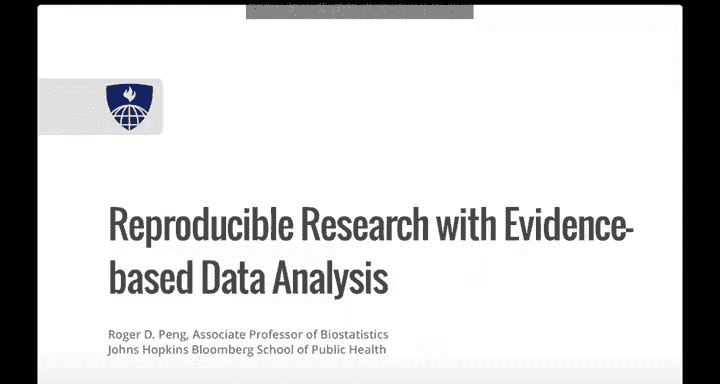 Reproducible Research with Evidence-
based Data Analysis
Roger D. Peng, Associate Professor of Biostatistics
Johns Hopkins Bloomberg School of Public Health